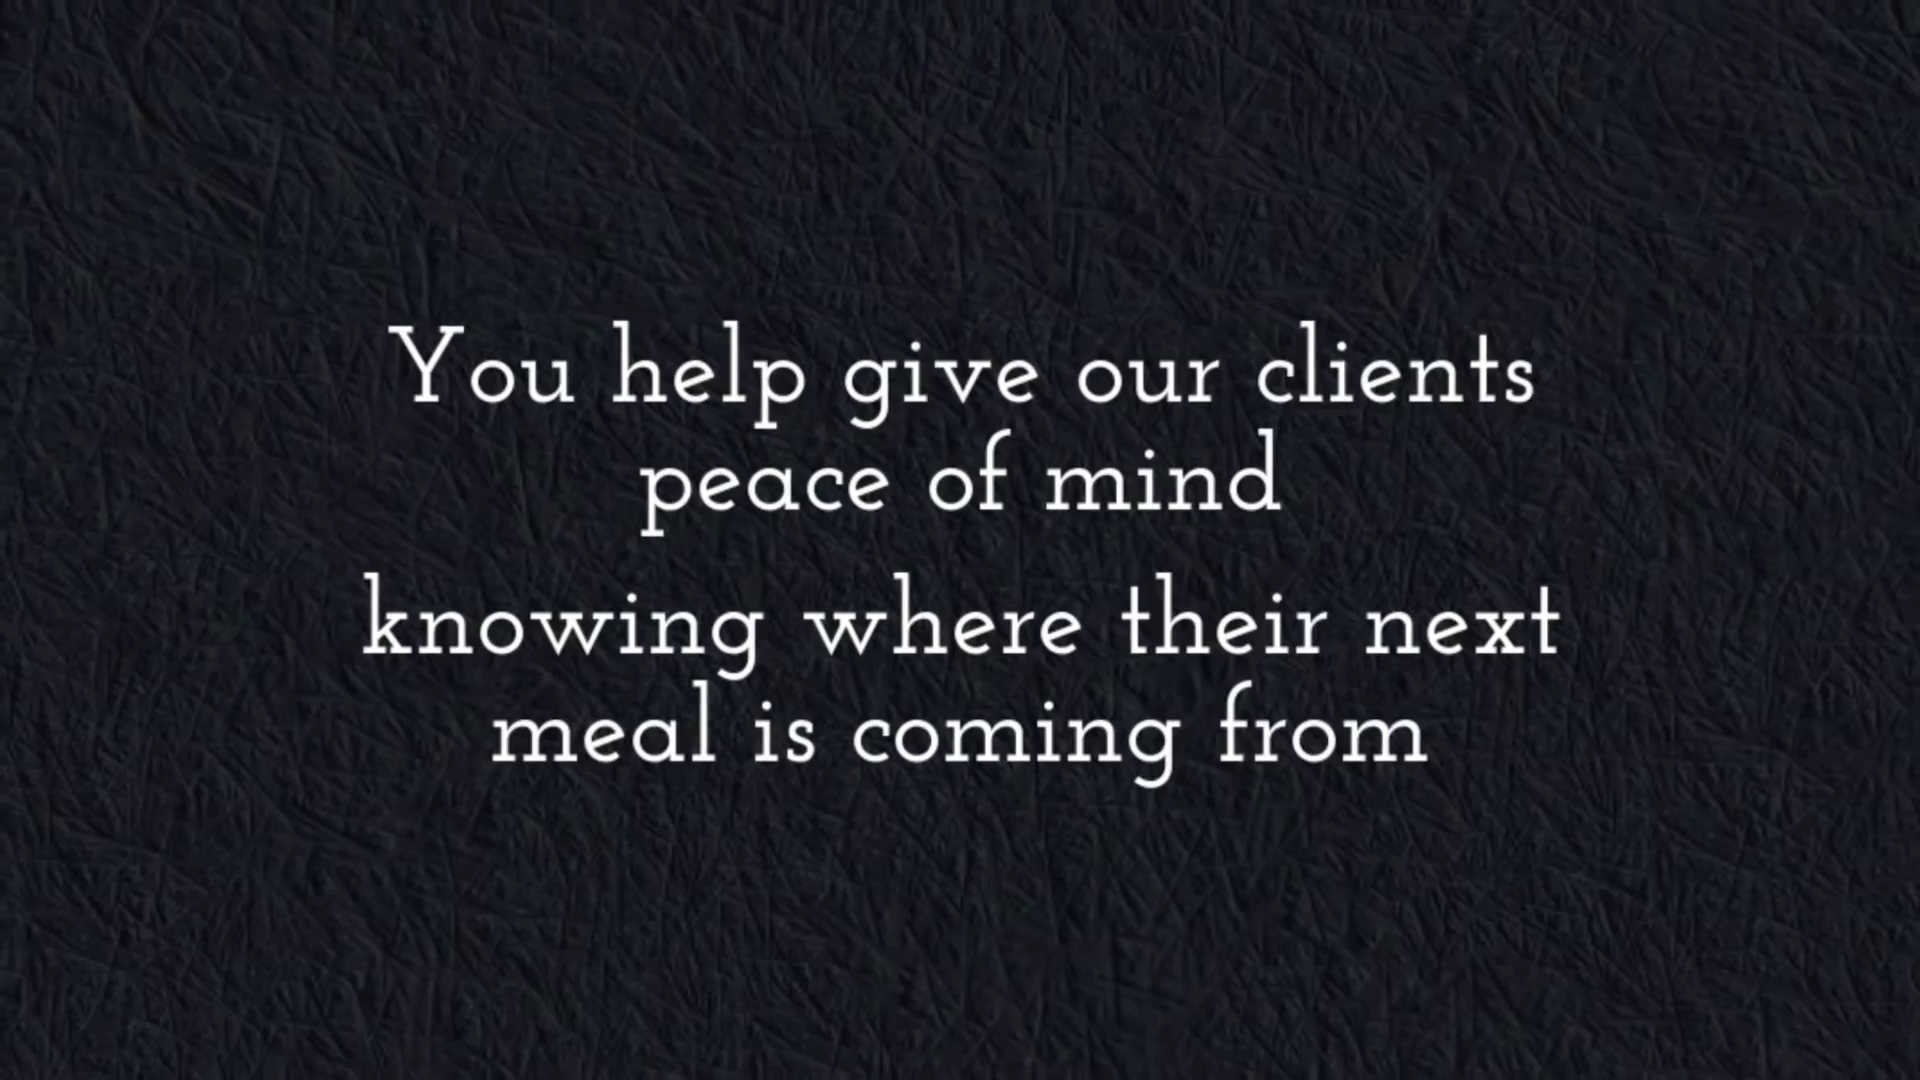 You help give our clients
peace of mind
knowing where their next
meal is coming from